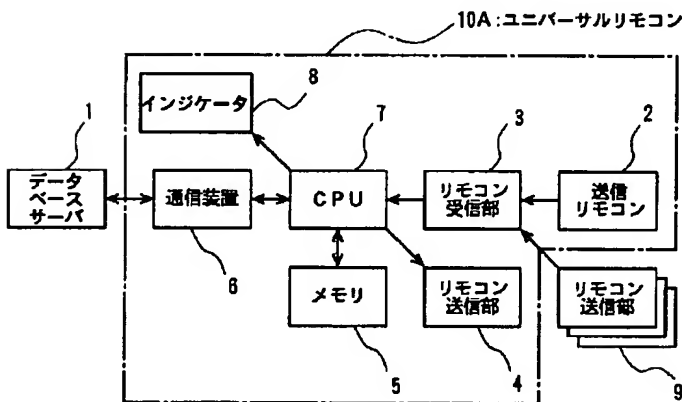 10A:ユニバーサルリモコン
インジケータ
8
1
データ
ベース
サーバ
通信装置
6
7
CPU
3
リモコン
受信部
2
送信
リモコン
メモリ
5
リモコン
送信部
4
リモコン
送信部
9